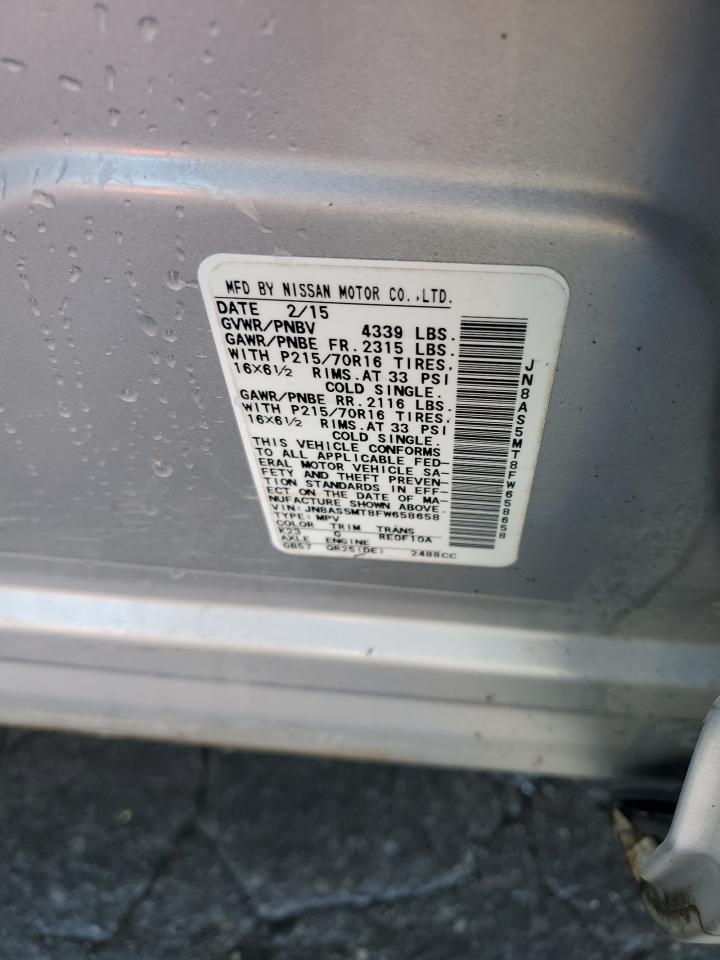 MFD BY NISSAN MOTOR CO.,LTD.
DATE 2/15
GVWR/PNBV 4339 LBS.
GAWR/PNBE FR. 2315 LBS.
WITH P215/70R16 TIRES,
16X6½ RIMS. AT 33 PSI
COLD SINGLE.
GAWR/PNBE RR. 2116 LBS.
WITH P215/70R16 TIRES,
16X6½ RIMS. AT 33 PSI
COLD SINGLE.
THIS VEHICLE CONFORMS
TO ALL APPLICABLE FED-
ERAL MOTOR VEHICLE SA-
FETY AND THEFT PREVEN-
TION STANDARDS IN EFF-
ECT ON THE DATE OF MA-
NUFACTURE SHOWN ABOVE.
VIN:JN8AS5MT8FW658658
TYPE:MPV
COLOR TRIM TRANS
K23 G RE0F10A
AXLE ENGINE
GB57 QR25(DE) 2488CC
JN8AS5MT8FW658658